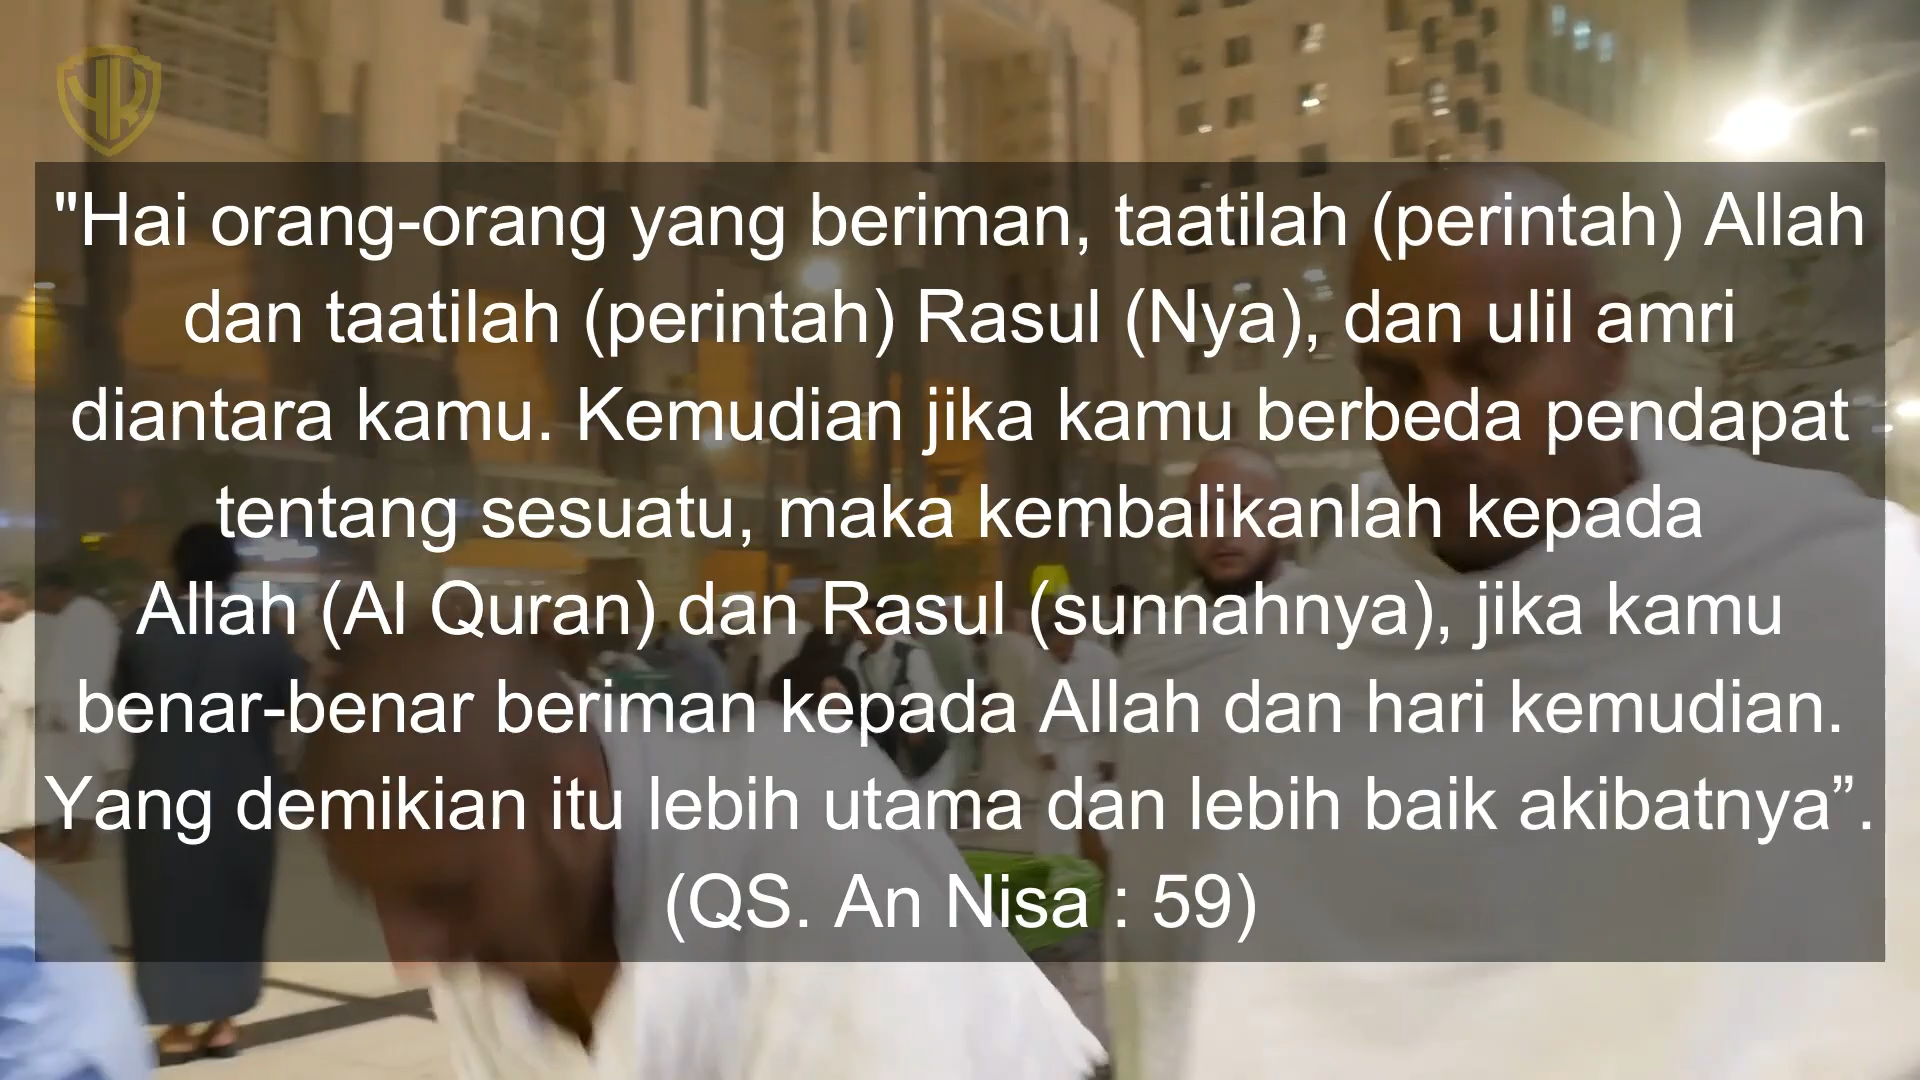 "Hai orang-orang yang beriman, taatilah (perintah) Allah
dan taatilah (perintah) Rasul (Nya), dan ulil amri
diantara kamu. Kemudian jika kamu berbeda pendapat
tentang sesuatu, maka kembalikanlah kepada
Allah (Al Quran) dan Rasul (sunnahnya), jika kamu
benar-benar beriman kepada Allah dan hari kemudian.
Yang demikian itu lebih utama dan lebih baik akibatnya”.
(QS. An Nisa : 59)